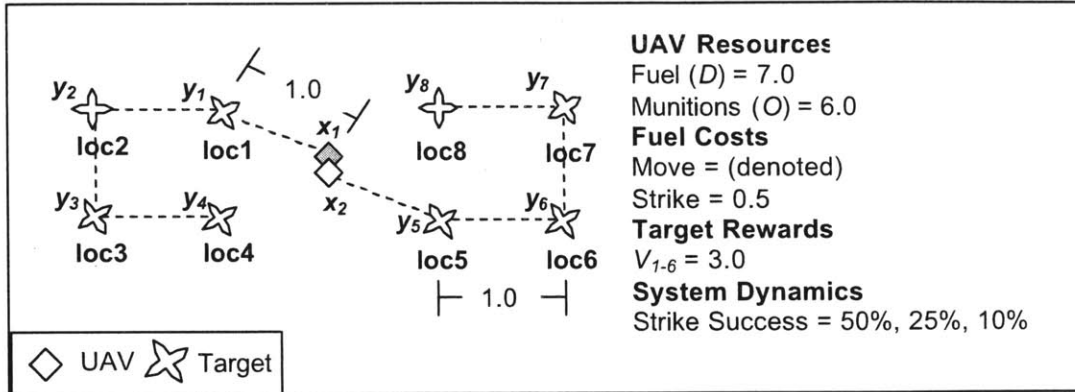 y2
y1
1.0
x1
x2
loc2
loc1
y3
y4
loc3
loc4
y8
y7
loc8
loc7
y5
y6
loc5
loc6
1.0
UAV
Target
UAV Resources
Fuel (D) = 7.0
Munitions (O) = 6.0
Fuel Costs
Move = (denoted)
Strike = 0.5
Target Rewards
V1-6 = 3.0
System Dynamics
Strike Success = 50%, 25%, 10%